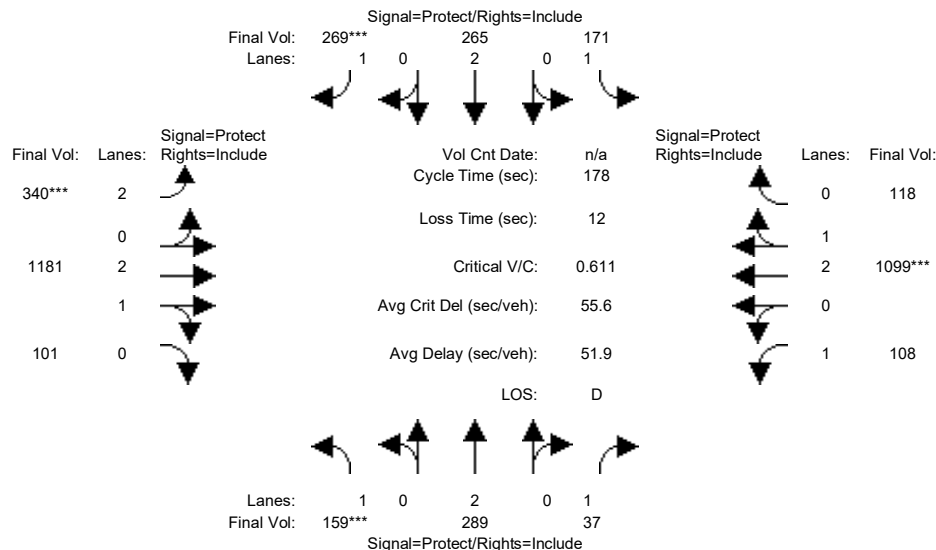 Signal=Protect/Rights=Include
Final Vol: 269*** 265 171
Lanes: 1 0 2 0 1
Signal=Protect
Final Vol: Lanes: Rights=Include
Vol Cnt Date: n/a
Signal=Protect
Rights=Include Lanes: Final Vol:
Cycle Time (sec): 178
340*** 2
0 118
Loss Time (sec): 12
0
1
1181 2
Critical V/C: 0.611
2 1099***
1
Avg Crit Del (sec/veh): 55.6
0
101 0
Avg Delay (sec/veh): 51.9
1 108
LOS: D
Lanes: 1 0 2 0 1
Final Vol: 159*** 289 37
Signal=Protect/Rights=Include